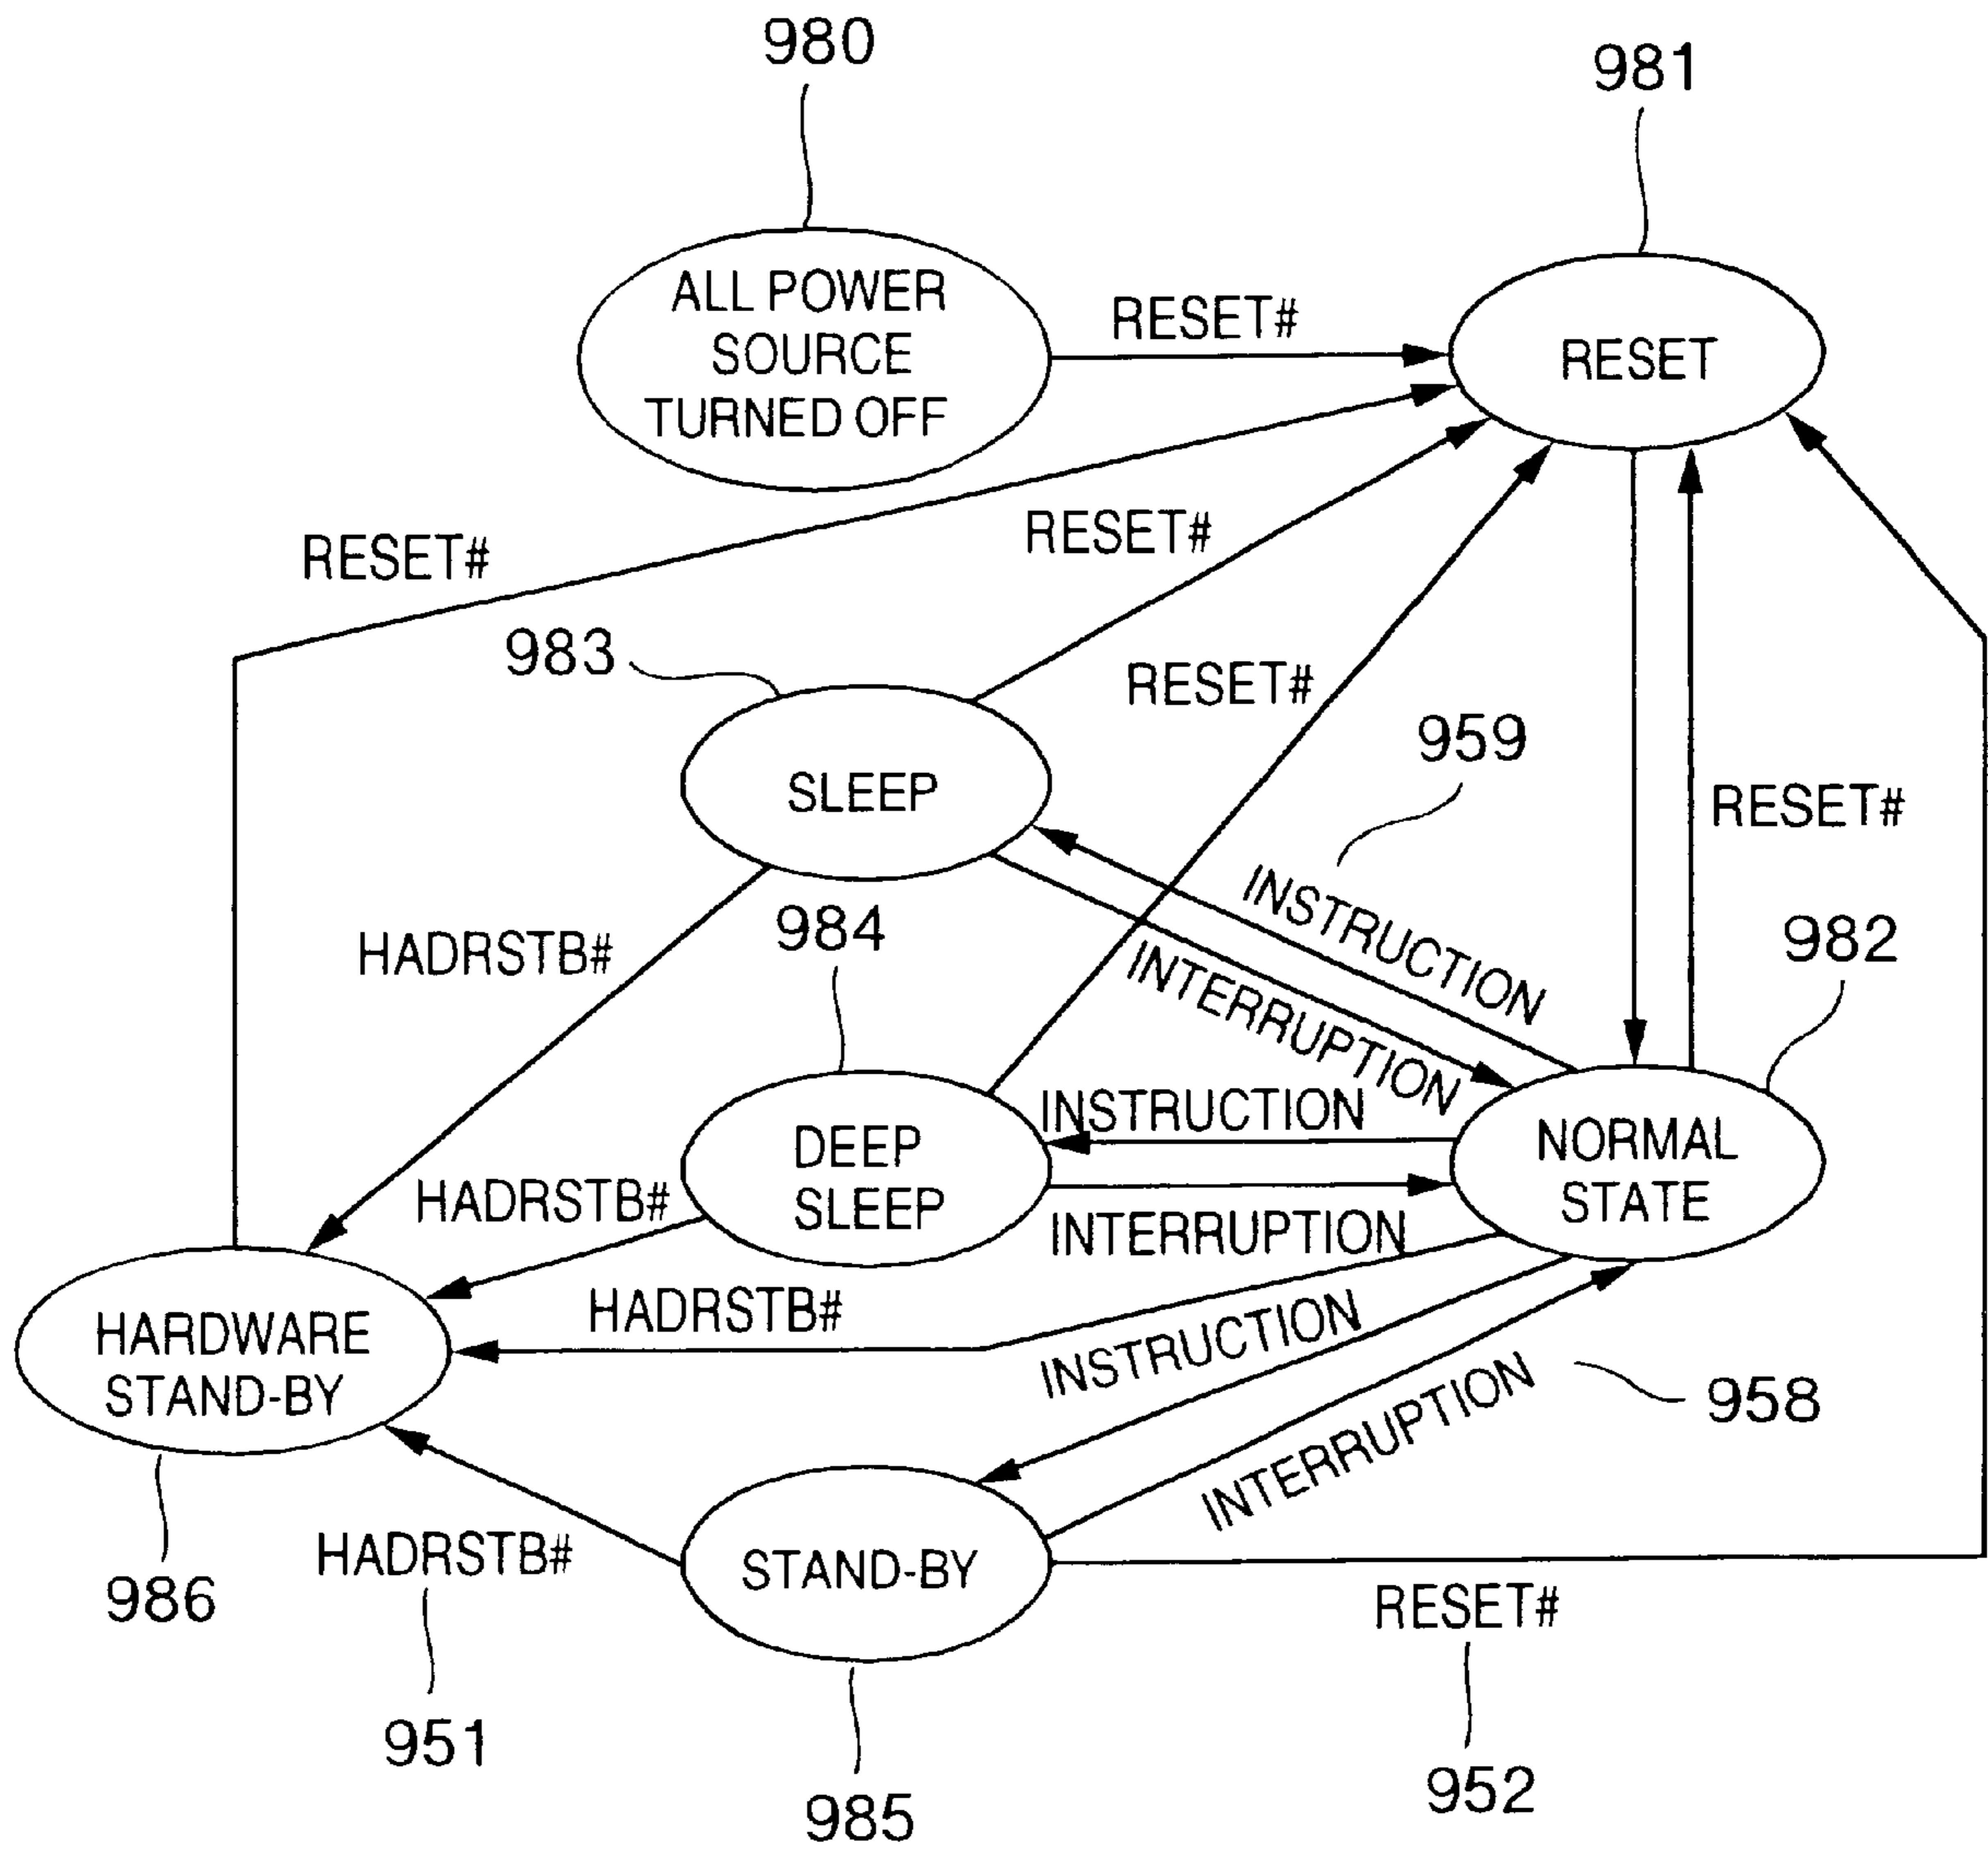 980
981
ALL POWER
SOURCE
TURNED OFF
RESET#
RESET
RESET#
RESET#
983
RESET#
959
SLEEP
RESET#
INSTRUCTION
984
HADRSTB#
982
INTERRUPTION
INSTRUCTION
DEEP
SLEEP
NORMAL
STATE
HADRSTB#
INTERRUPTION
HADRSTB#
HARDWARE
STAND-BY
INSTRUCTION
INTERRUPTION
958
HADRSTB#
STAND-BY
986
RESET#
951
985
952